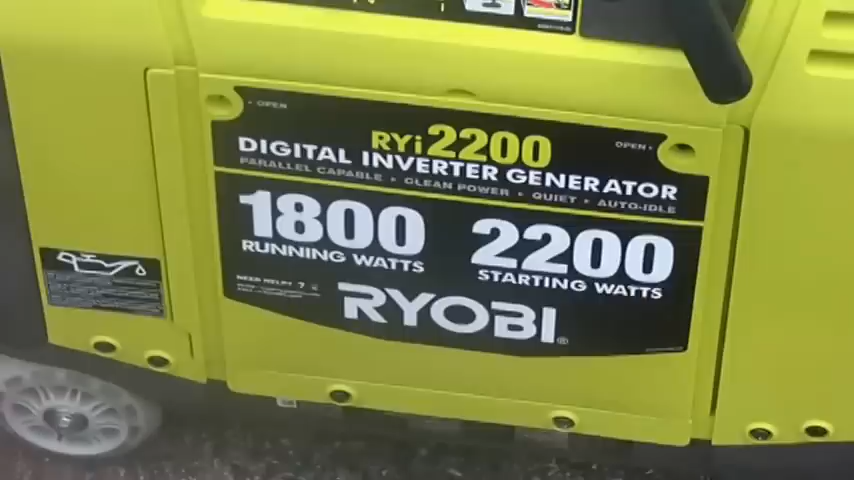 OPEN
RYi2200
OPEN
DIGITAL INVERTER GENERATOR
PARALLEL CAPABLE • CLEAN POWER • QUIET • AUTO-IDLE
1800 2200
RUNNING WATTS STARTING WATTS
NEED HELP?
RYOBI®